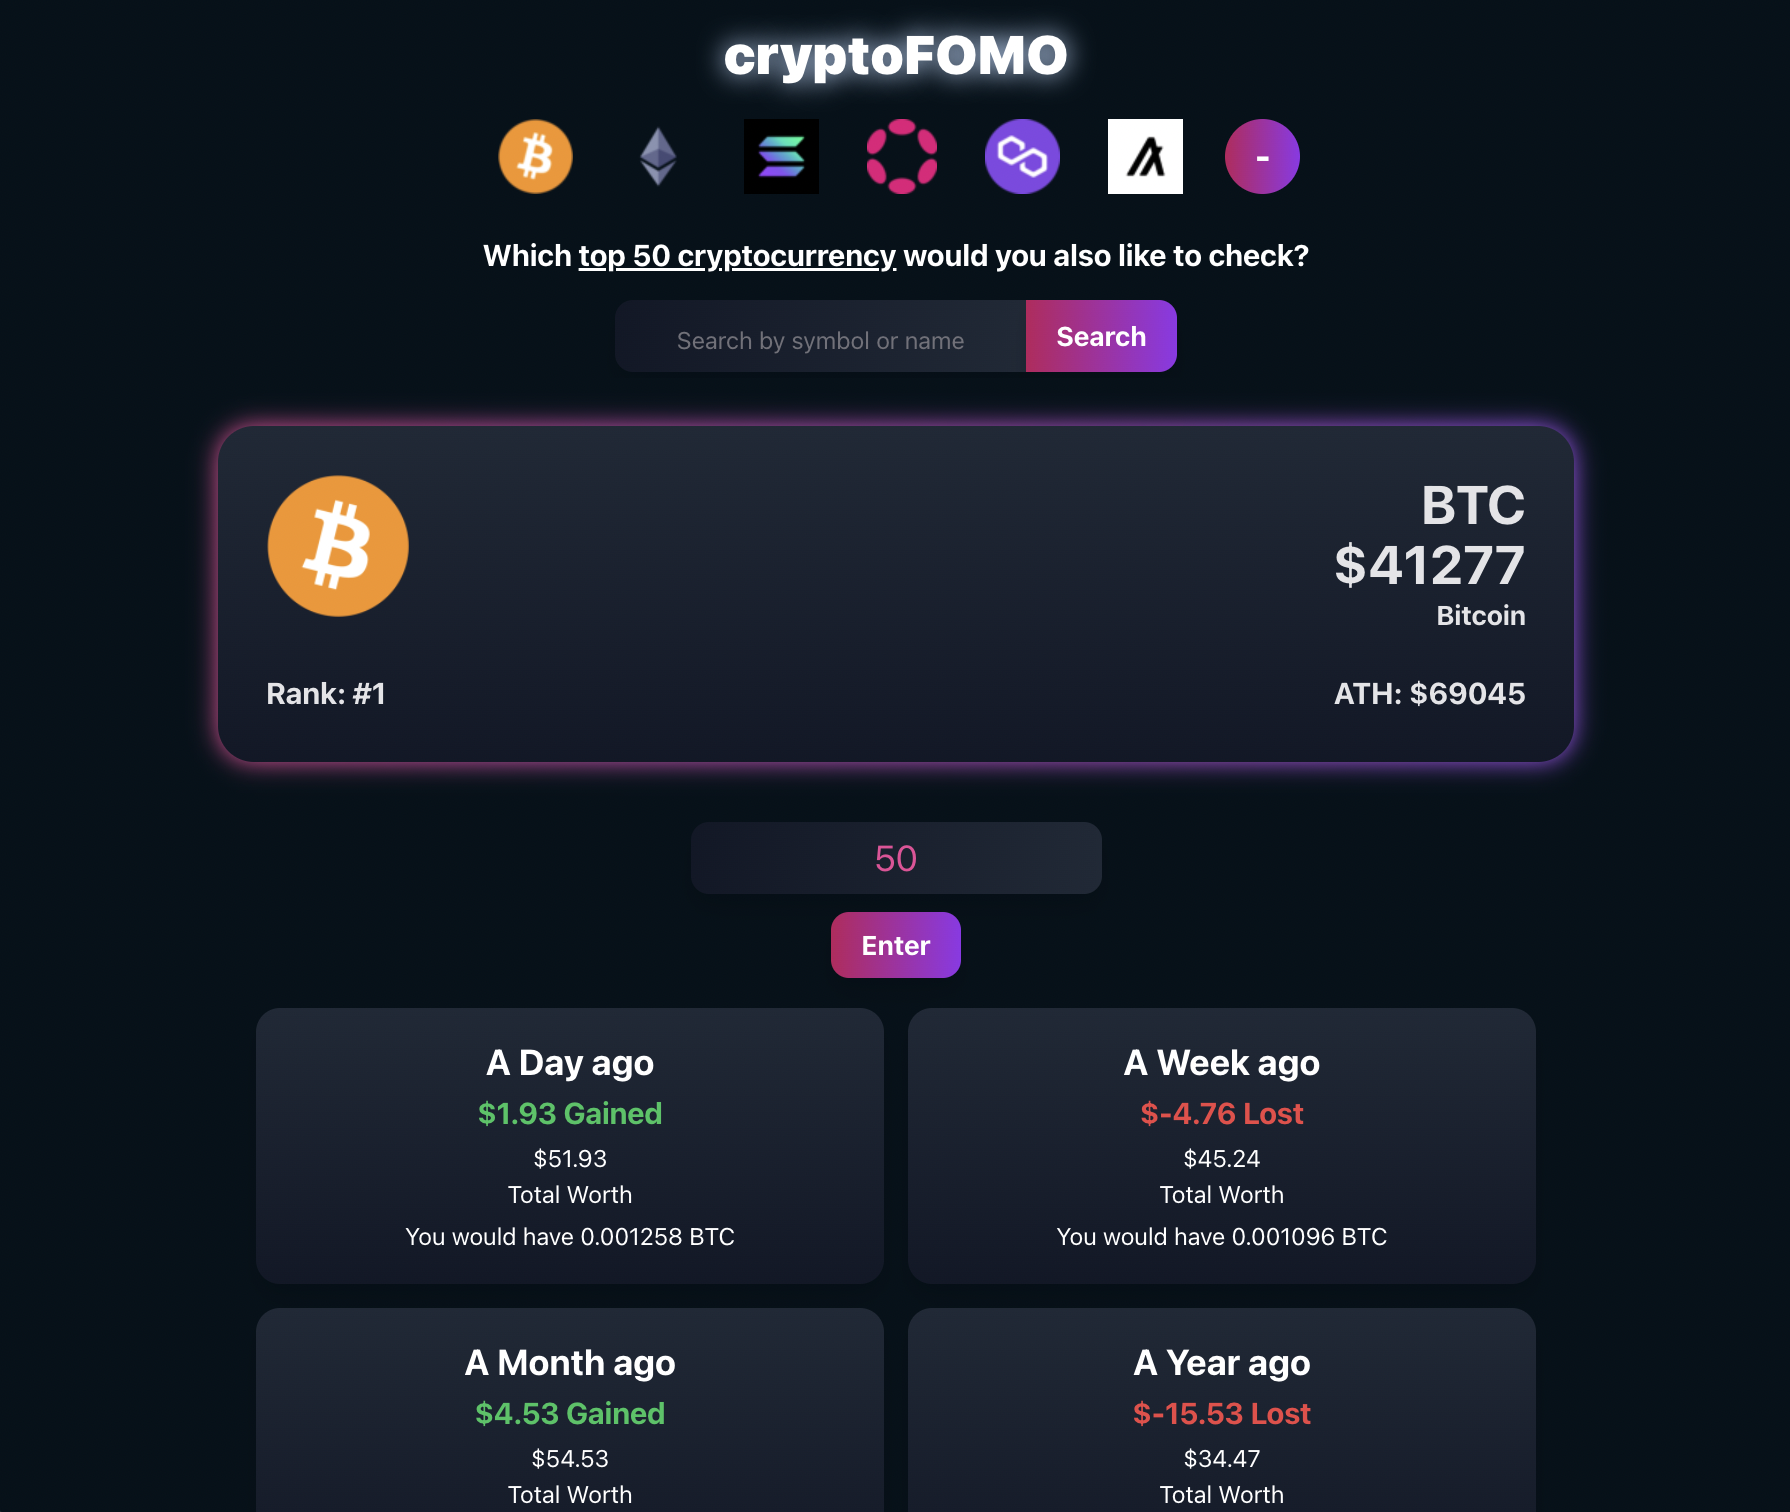 cryptoFOMO
-
Which top 50 cryptocurrency would you also like to check?
Search by symbol or name
Search
BTC
$41277
Bitcoin
Rank: #1
ATH: $69045
50
Enter
A Day ago
$1.93 Gained
$51.93
Total Worth
You would have 0.001258 BTC
A Week ago
$-4.76 Lost
$45.24
Total Worth
You would have 0.001096 BTC
A Month ago
$4.53 Gained
$54.53
Total Worth
A Year ago
$-15.53 Lost
$34.47
Total Worth